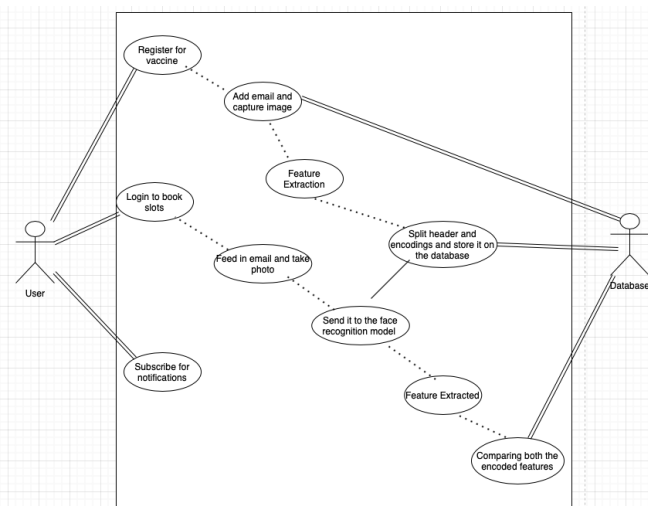 Register for
vaccine
Add email and
capture image
Feature
Extraction
Login to book
slots
Split header and
encodings and store it on
the database
Feed in email and take
photo
User
Database
Send it to the face
recognition model
Subscribe for
notifications
Feature Extracted
Comparing both the
encoded features